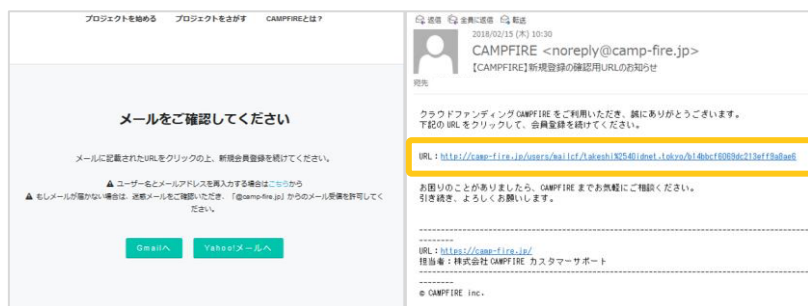 プロジェクトを始める　プロジェクトをさがす　CAMPFIREとは？
メールをご確認してください
メールに記載されたURLをクリックの上、新規会員登録を続けてください。
▲ ユーザー名とメールアドレスを再入力する場合はこちらから
▲ もしメールが届かない場合は、迷惑メールをご確認いただき、「@camp-fire.jp」からのメール受信を許可してく
ださい。
Gmailへ　Yahoo!メールへ
返信　全員に返信　転送
2018/02/15 (木) 10:30
CAMPFIRE <noreply@camp-fire.jp>
【CAMPFIRE】新規登録の確認用URLのお知らせ
宛先
クラウドファンディング CAMPFIRE をご利用いただき、誠にありがとうございます。
下記の URL をクリックして、会員登録を続けてください。
URL：http://camp-fire.jp/users/mailcf/takeshi%2540idnet.tokyo/b14bbcf6069dc213eff9a8ae6
お困りのことがありましたら、CAMPFIRE までお気軽にご相談ください。
引き続き、よろしくお願いします。
--------
URL：https://camp-fire.jp/
担当者：株式会社 CAMPFIRE カスタマーサポート
--------
© CAMPFIRE inc.